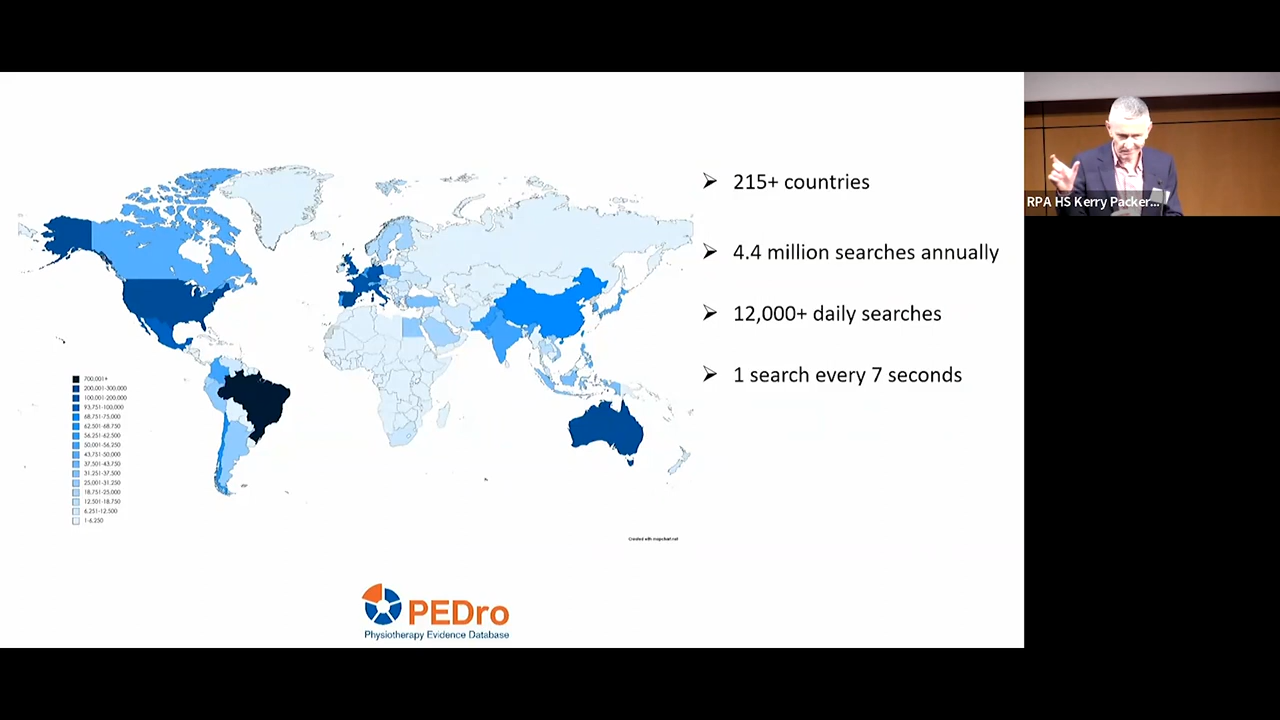 215+ countries
4.4 million searches annually
12,000+ daily searches
1 search every 7 seconds
RPA HS Kerry Packer...
700,001+
200,001-300,000
100,001-200,000
93,751-100,000
68,751-75,000
62,501-68,750
56,251-62,500
50,001-56,250
43,751-50,000
37,501-43,750
31,251-37,500
25,001-31,250
18,751-25,000
12,501-18,750
6,251-12,500
1-6,250
Created with mapchart.net
PEDro
Physiotherapy Evidence Database